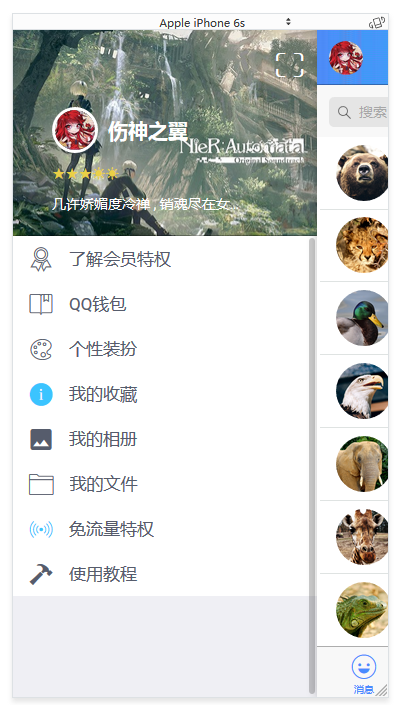 Apple iPhone 6s
伤神之翼
NieR:Automata
Original Soundtrack
几许娇媚度冷禅 , 销魂尽在女...
搜索
了解会员特权
QQ钱包
个性装扮
我的收藏
我的相册
我的文件
免流量特权
使用教程
消息